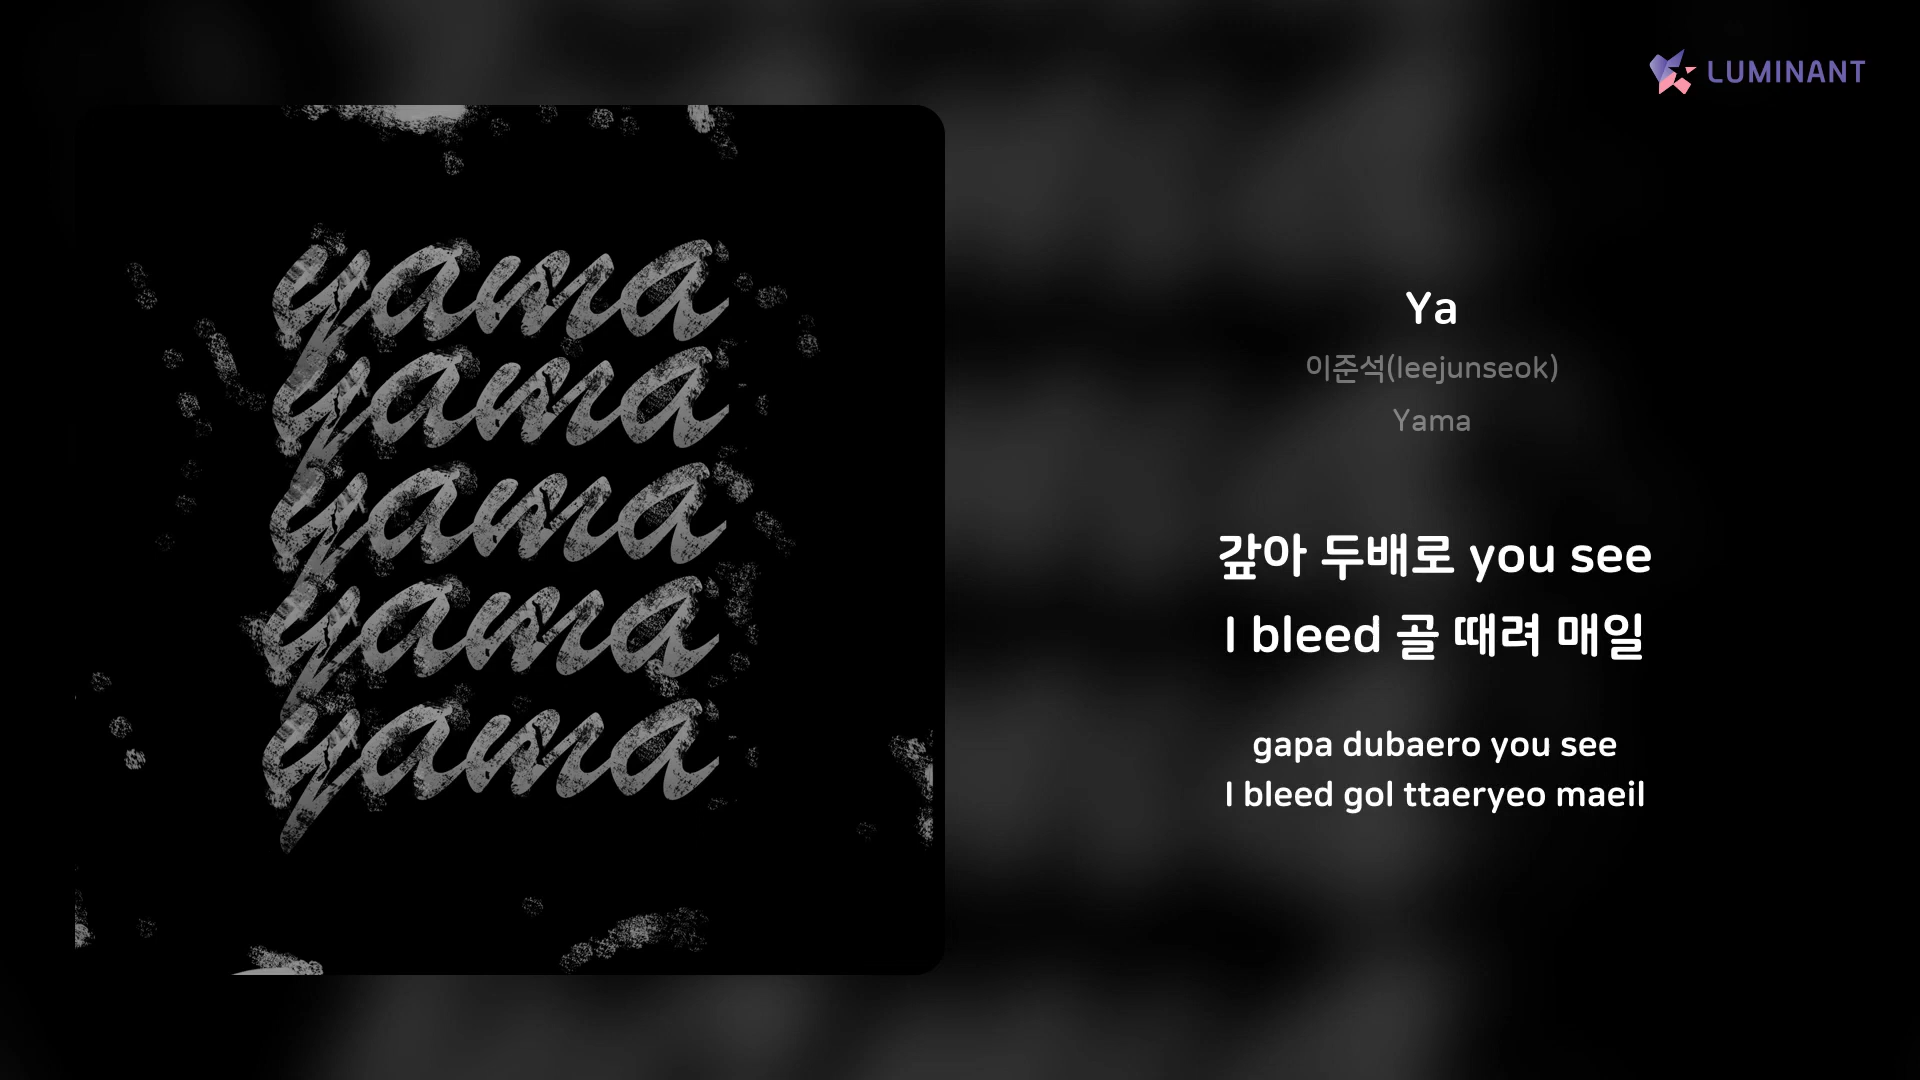 LUMINANT
yama
yama
yama
yama
yama
Ya
이준석(leejunseok)
Yama
갚아 두배로 you see
I bleed 골 때려 매일
gapa dubaero you see
I bleed gol ttaeryeo maeil